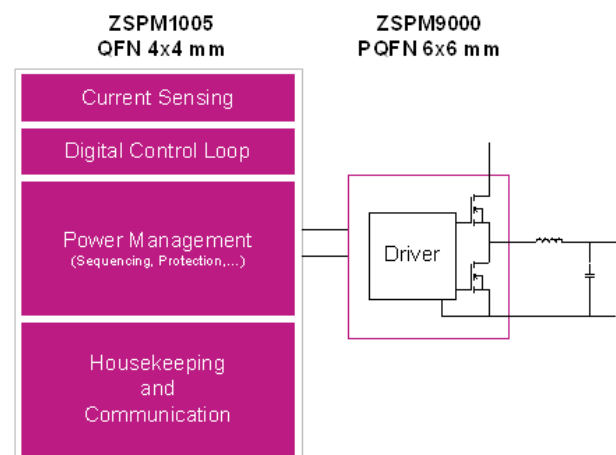 ZSPM1005
QFN 4x4 mm
ZSPM9000
PQFN 6x6 mm
Current Sensing
Digital Control Loop
Power Management
(Sequencing, Protection,...)
Housekeeping
and
Communication
Driver